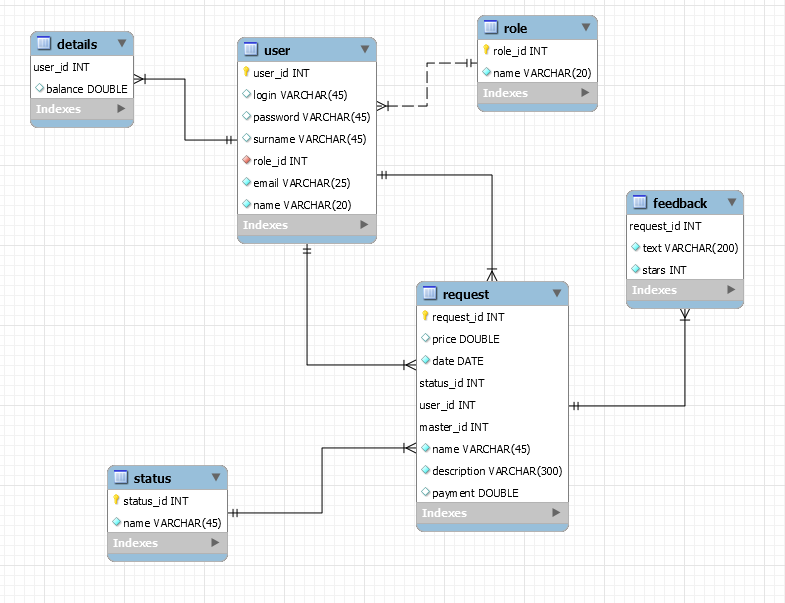 details
user_id INT
balance DOUBLE
Indexes
user
user_id INT
login VARCHAR(45)
password VARCHAR(45)
surname VARCHAR(45)
role_id INT
email VARCHAR(25)
name VARCHAR(20)
Indexes
role
role_id INT
name VARCHAR(20)
Indexes
feedback
request_id INT
text VARCHAR(200)
stars INT
Indexes
request
request_id INT
price DOUBLE
date DATE
status_id INT
user_id INT
master_id INT
name VARCHAR(45)
description VARCHAR(300)
payment DOUBLE
Indexes
status
status_id INT
name VARCHAR(45)
Indexes